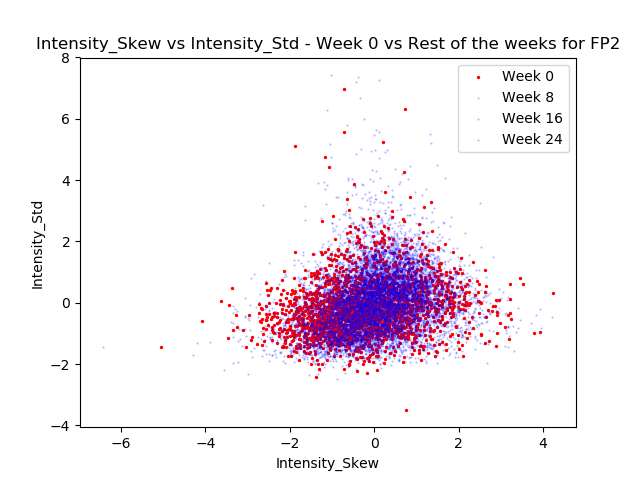 Intensity_Skew vs Intensity_Std - Week 0 vs Rest of the weeks for FP2
8
6
4
2
0
−2
−4
Intensity_Std
Week 0
Week 8
Week 16
Week 24
−6
−4
−2
0
2
4
Intensity_Skew